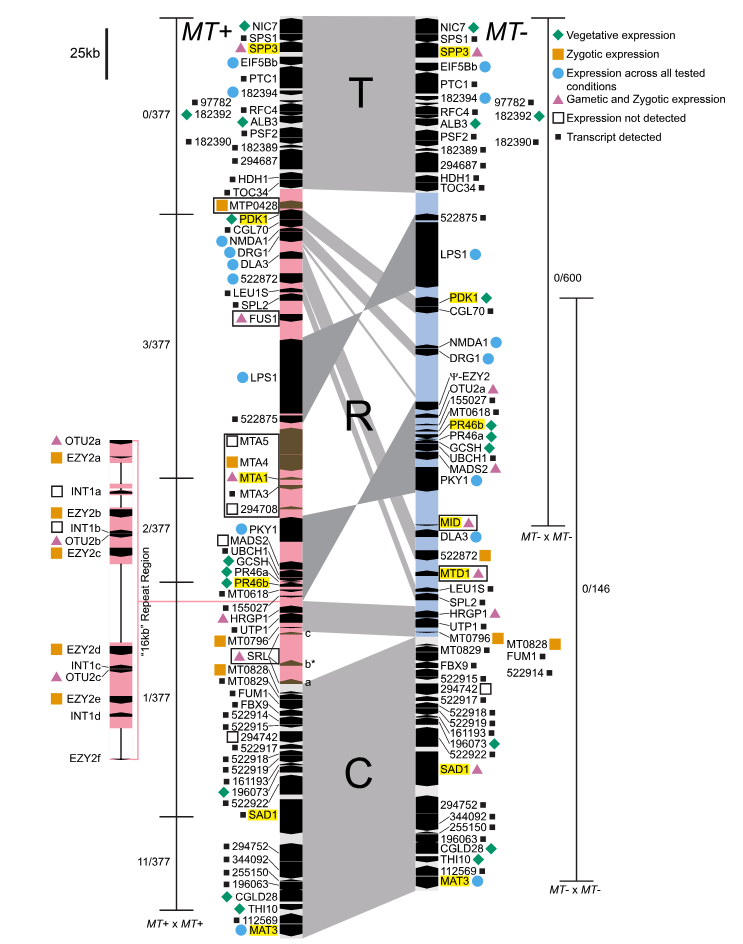 MT+
MT-
25kb
T
R
C
Vegetative expression
Zygotic expression
Expression across all tested
conditions
Gametic and Zygotic expression
Expression not detected
Transcript detected
NIC7
SPS1
SPP3
EIF5Bb
PTC1
182394
97782
RFC4
182392
ALB3
PSF2
182390
182389
294687
HDH1
TOC34
MTP0428
PDK1
CGL70
NMDA1
DRG1
DLA3
522872
LEU1S
SPL2
FUS1
LPS1
522875
MTA5
MTA4
MTA1
MTA3
294708
PKY1
MADS2
UBCH1
GCSH
PR46a
PR46b
MT0618
155027
HRGP1
UTP1
MT0796
SRL
MT0828
MT0829
FUM1
FBX9
522914
522915
294742
522917
522918
522919
161193
196073
522922
SAD1
294752
344092
255150
196063
CGLD28
THI10
112569
MAT3
c
b*
a
0/377
3/377
2/377
1/377
11/377
MT+ x MT+
OTU2a
EZY2a
INT1a
EZY2b
INT1b
OTU2b
EZY2c
EZY2d
INT1c
OTU2c
EZY2e
INT1d
EZY2f
"16kb" Repeat Region
NIC7
SPS1
SPP3
EIF5Bb
PTC1
182394
97782
RFC4
182392
ALB3
PSF2
182390
182389
294687
HDH1
TOC34
522875
LPS1
PDK1
CGL70
NMDA1
DRG1
Ψ-EZY2
OTU2a
155027
MT0618
PR46b
PR46a
GCSH
UBCH1
MADS2
PKY1
MID
DLA3
522872
MTD1
LEU1S
SPL2
HRGP1
UTP1
MT0796
MT0828
MT0829
FUM1
FBX9
522914
522915
294742
522917
522918
522919
161193
196073
522922
SAD1
294752
344092
255150
196063
CGLD28
THI10
112569
MAT3
0/600
MT- x MT-
0/146
MT- x MT-